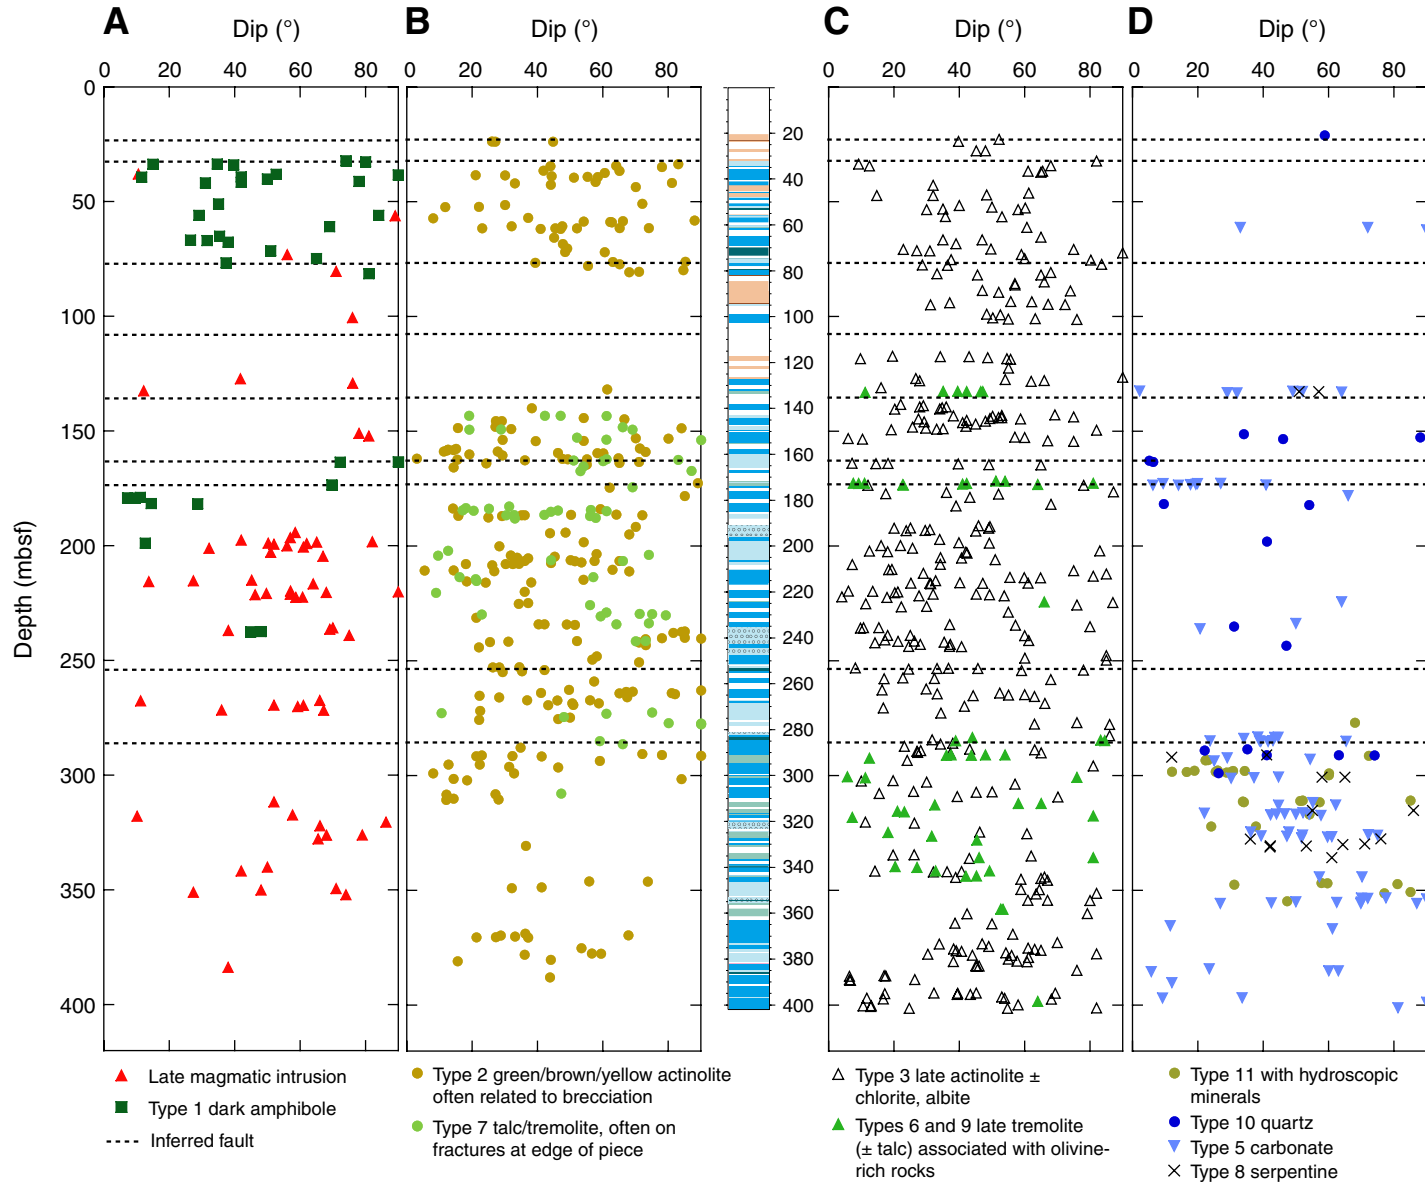 A
Dip (°)
B
Dip (°)
C
Dip (°)
D
Dip (°)
0 20 40 60 80
0 20 40 60 80
0 20 40 60 80
0 20 40 60 80
0
50
100
150
200
250
300
350
400
Depth (mbsf)
20
40
60
80
100
120
140
160
180
200
220
240
260
280
300
320
340
360
380
400
Late magmatic intrusion
Type 1 dark amphibole
Inferred fault
Type 2 green/brown/yellow actinolite
often related to brecciation
Type 7 talc/tremolite, often on
fractures at edge of piece
Type 3 late actinolite ±
chlorite, albite
Types 6 and 9 late tremolite
(± talc) associated with olivine-
rich rocks
Type 11 with hydroscopic
minerals
Type 10 quartz
Type 5 carbonate
Type 8 serpentine